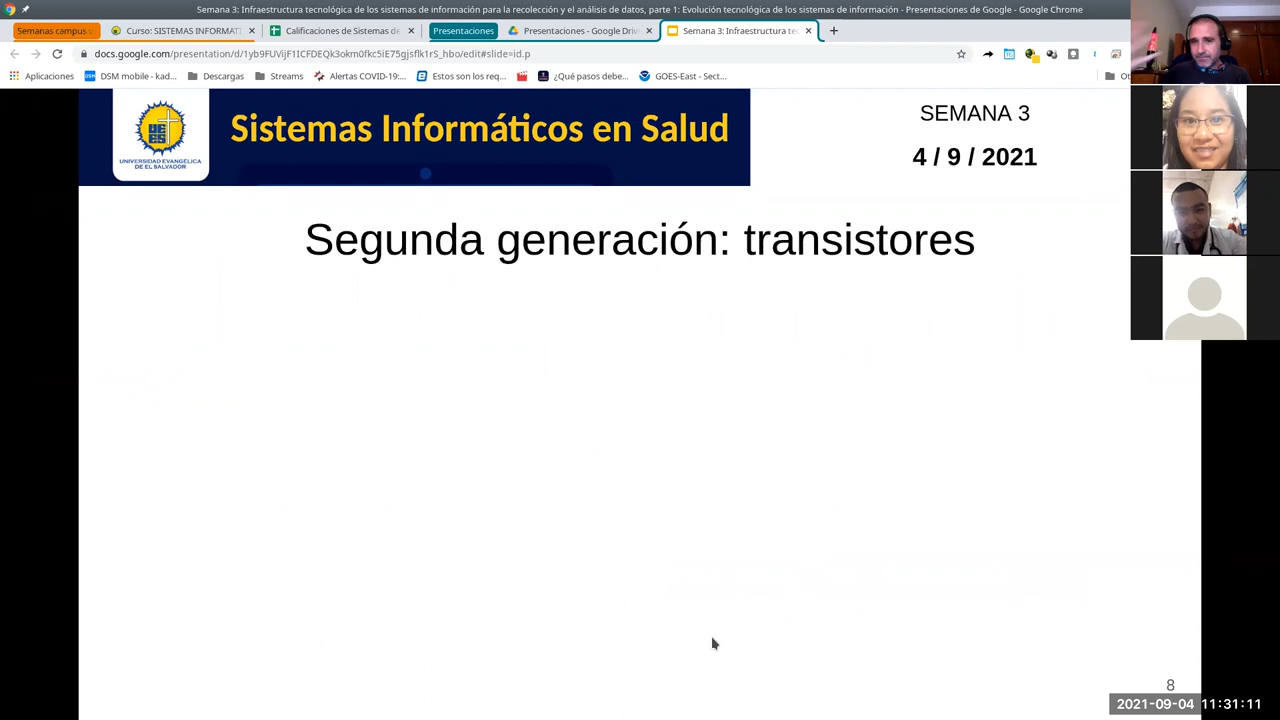 Semana 3: Infraestructura tecnológica de los sistemas de información para la recolección y el análisis de datos, parte 1: Evolución tecnológica de los sistemas de información - Presentaciones de Google - Google Chrome
Semanas campus v
Curso: SISTEMAS INFORMAT
Calificaciones de Sistemas de
Presentaciones
Presentaciones - Google Driv
Semana 3: Infraestructura te
docs.google.com/presentation/d/1yb9FUVijF1ICFDEQk3okm0fkc5iE75gjsflk1rS_hbo/edit#slide=id.p
Aplicaciones
DSM mobile - kad...
Descargas
Streams
Alertas COVID-19:...
Estos son los req...
¿Qué pasos debe...
GOES-East - Sect...
UNIVERSIDAD EVANGÉLICA
DE EL SALVADOR
Sistemas Informáticos en Salud
SEMANA 3
4 / 9 / 2021
Segunda generación: transistores
8
2021-09-04 11:31:11